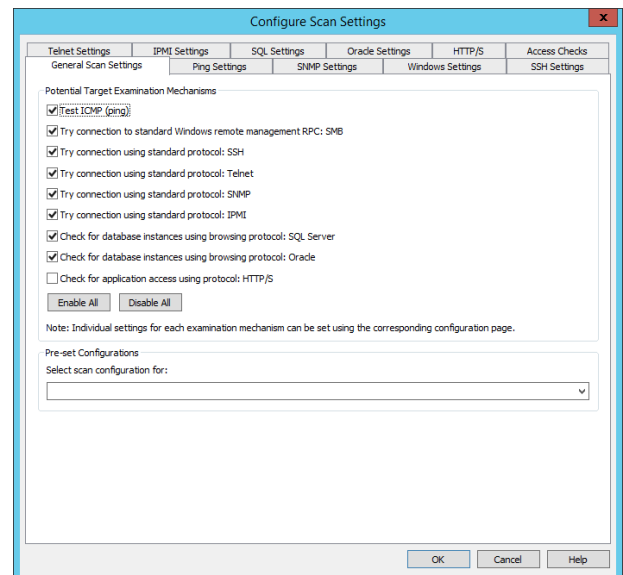 Configure Scan Settings
x
Telnet Settings
IPMI Settings
SQL Settings
Oracle Settings
HTTP/S
Access Checks
General Scan Settings
Ping Settings
SNMP Settings
Windows Settings
SSH Settings
Potential Target Examination Mechanisms
Test ICMP (ping)
Try connection to standard Windows remote management RPC: SMB
Try connection using standard protocol: SSH
Try connection using standard protocol: Telnet
Try connection using standard protocol: SNMP
Try connection using standard protocol: IPMI
Check for database instances using browsing protocol: SQL Server
Check for database instances using browsing protocol: Oracle
Check for application access using protocol: HTTP/S
Enable All
Disable All
Note: Individual settings for each examination mechanism can be set using the corresponding configuration page.
Pre-set Configurations
Select scan configuration for:
OK
Cancel
Help